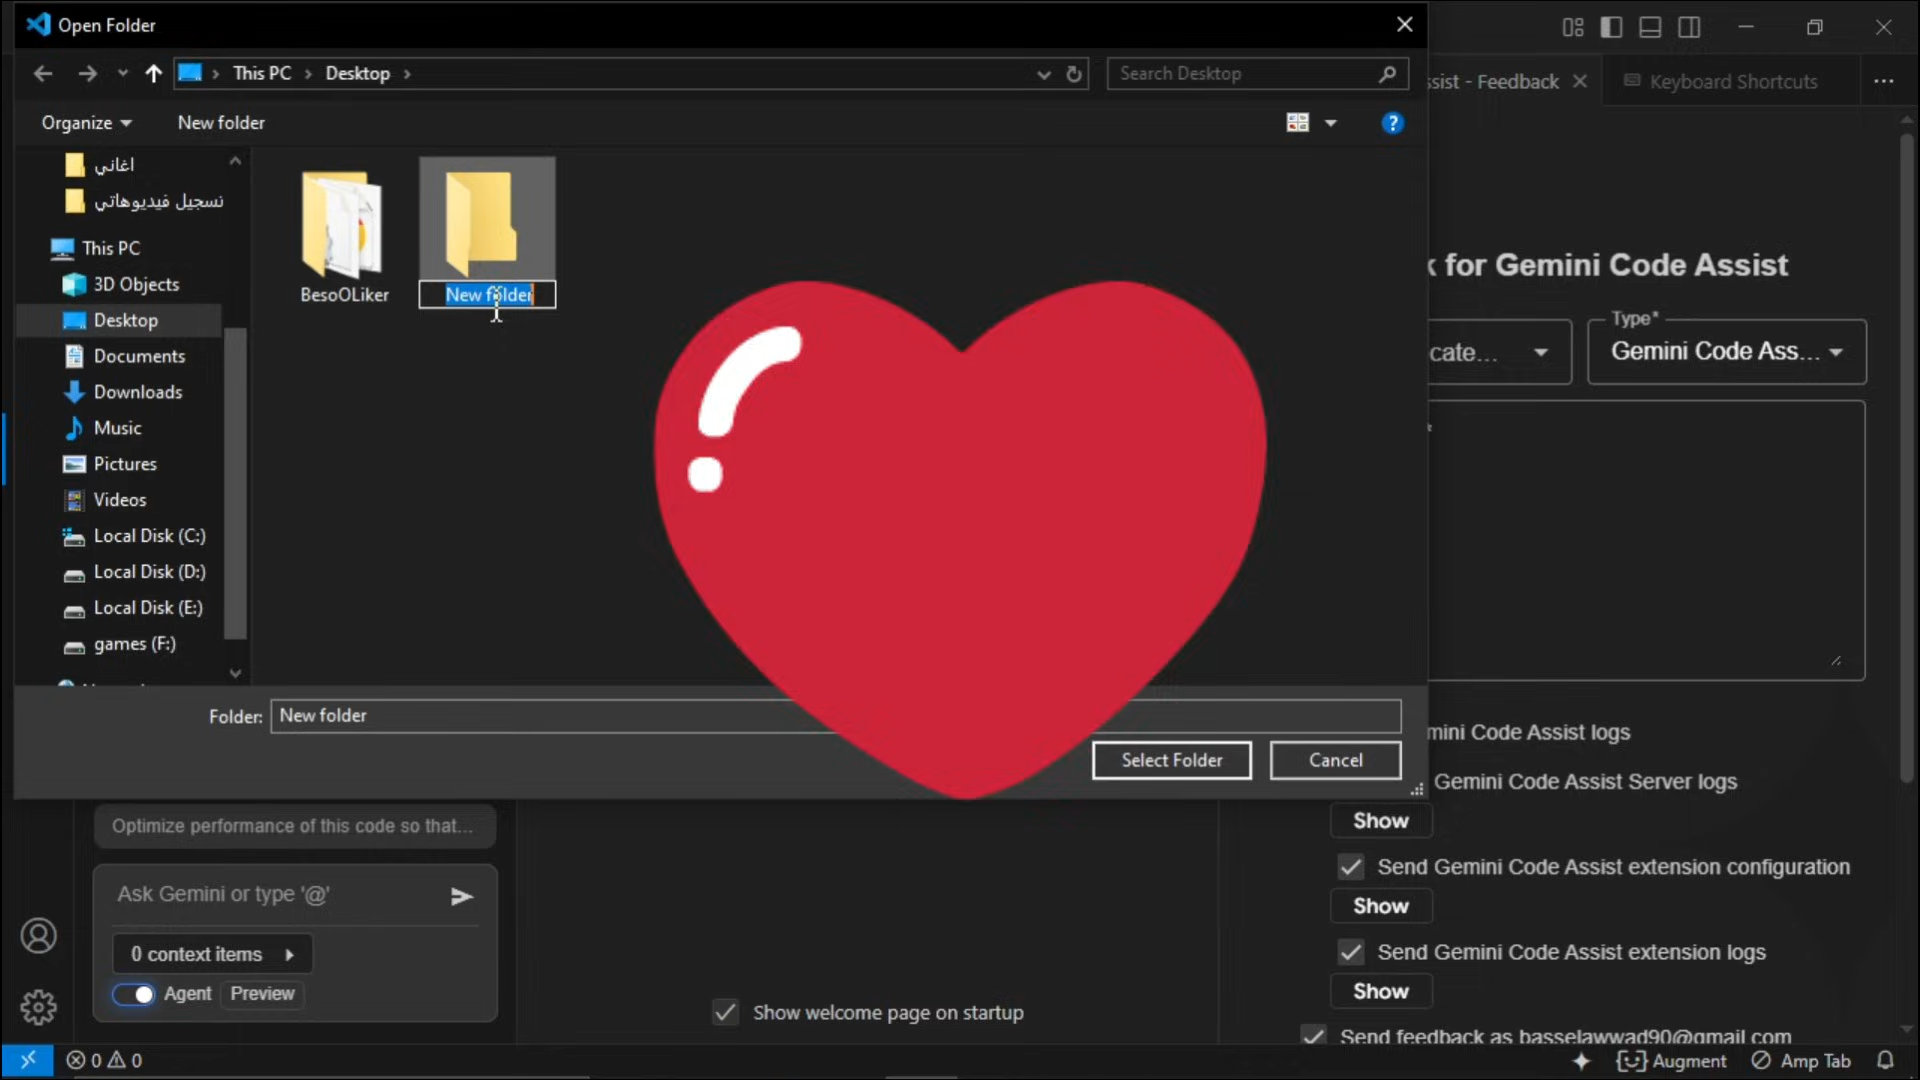 Open Folder
This PC
Desktop
Search Desktop
Organize
New folder
اغاني
تسجيل فيديوهاتي
This PC
3D Objects
Desktop
Documents
Downloads
Music
Pictures
Videos
Local Disk (C:)
Local Disk (D:)
Local Disk (E:)
games (F:)
BesoOLiker
New folder
Folder: New folder
Select Folder
Cancel
- Feedback
Keyboard Shortcuts
for Gemini Code Assist
Type*
Gemini Code Ass...
Code Assist logs
Gemini Code Assist Server logs
Show
Send Gemini Code Assist extension configuration
Show
Send Gemini Code Assist extension logs
Show
Send feedback as basselawwad90@gmail.com
Optimize performance of this code so that...
Ask Gemini or type '@'
0 context items
Agent Preview
Show welcome page on startup
0 0
Augment
Amp Tab